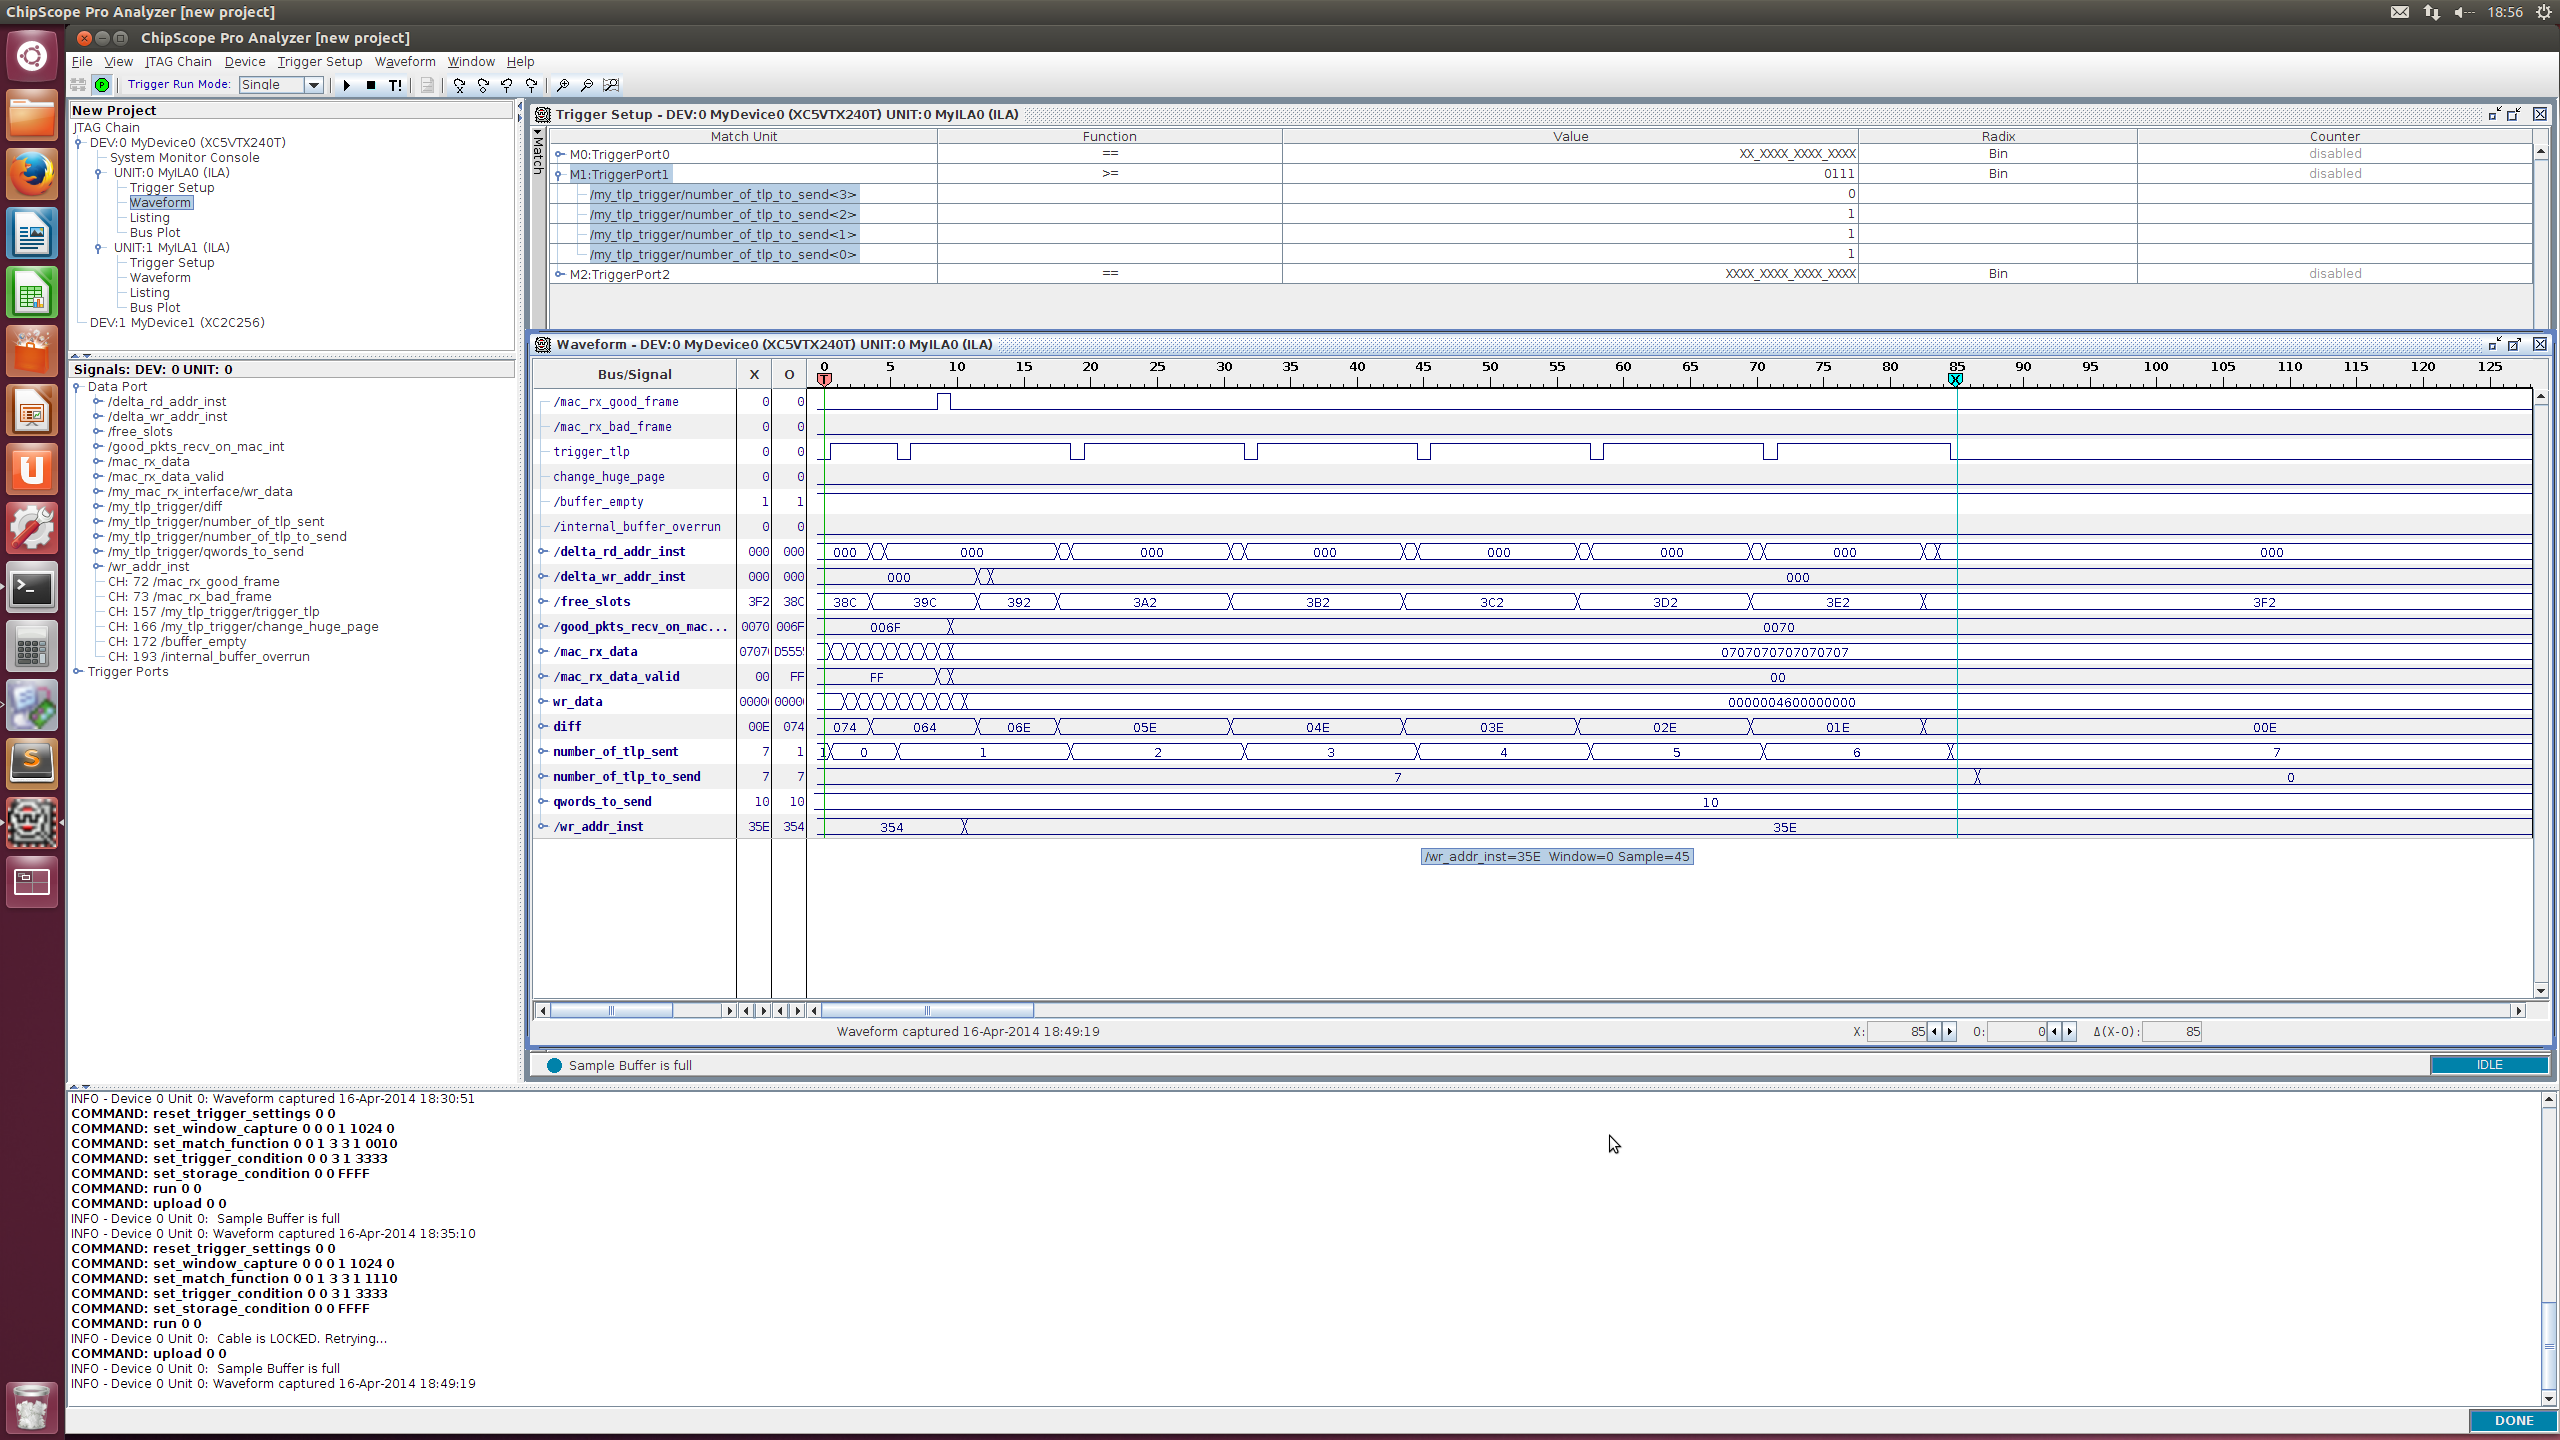 ChipScope Pro Analyzer [new project]
18:56
ChipScope Pro Analyzer [new project]
File View JTAG Chain Device Trigger Setup Waveform Window Help
Trigger Run Mode: Single T!
New Project
JTAG Chain
DEV:0 MyDevice0 (XC5VTX240T)
System Monitor Console
UNIT:0 MyILA0 (ILA)
Trigger Setup
Waveform
Listing
Bus Plot
UNIT:1 MyILA1 (ILA)
Trigger Setup
Waveform
Listing
Bus Plot
DEV:1 MyDevice1 (XC2C256)
Signals: DEV: 0 UNIT: 0
Data Port
/delta_rd_addr_inst
/delta_wr_addr_inst
/free_slots
/good_pkts_recv_on_mac_int
/mac_rx_data
/mac_rx_data_valid
/my_mac_rx_interface/wr_data
/my_tlp_trigger/diff
/my_tlp_trigger/number_of_tlp_sent
/my_tlp_trigger/number_of_tlp_to_send
/my_tlp_trigger/qwords_to_send
/wr_addr_inst
CH: 72 /mac_rx_good_frame
CH: 73 /mac_rx_bad_frame
CH: 157 /my_tlp_trigger/trigger_tlp
CH: 166 /my_tlp_trigger/change_huge_page
CH: 172 /buffer_empty
CH: 193 /internal_buffer_overrun
Trigger Ports
Trigger Setup - DEV:0 MyDevice0 (XC5VTX240T) UNIT:0 MyILA0 (ILA)
Match
Match Unit Function Value Radix Counter
M0:TriggerPort0 == XX_XXXX_XXXX_XXXX Bin disabled
M1:TriggerPort1 >= 0111 Bin disabled
/my_tlp_trigger/number_of_tlp_to_send<3> 0
/my_tlp_trigger/number_of_tlp_to_send<2> 1
/my_tlp_trigger/number_of_tlp_to_send<1> 1
/my_tlp_trigger/number_of_tlp_to_send<0> 1
M2:TriggerPort2 == XXXX_XXXX_XXXX_XXXX Bin disabled
Waveform - DEV:0 MyDevice0 (XC5VTX240T) UNIT:0 MyILA0 (ILA)
Bus/Signal X O 0 5 10 15 20 25 30 35 40 45 50 55 60 65 70 75 80 85 90 95 100 105 110 115 120 125
T X
/mac_rx_good_frame 0 0
/mac_rx_bad_frame 0 0
trigger_tlp 0 0
change_huge_page 0 0
/buffer_empty 1 1
/internal_buffer_overrun 0 0
/delta_rd_addr_inst 000 000 000 000 000 000 000 000 000 000
/delta_wr_addr_inst 000 000 000 000
/free_slots 3F2 38C 38C 39C 392 3A2 3B2 3C2 3D2 3E2 3F2
/good_pkts_recv_on_mac... 0070 006F 006F 0070
/mac_rx_data 0707 D555 0707070707070707
/mac_rx_data_valid 00 FF FF 00
wr_data 0000 0000 0000004600000000
diff 00E 074 074 064 06E 05E 04E 03E 02E 01E 00E
number_of_tlp_sent 7 1 1 0 1 2 3 4 5 6 7
number_of_tlp_to_send 7 7 7 0
qwords_to_send 10 10 10
/wr_addr_inst 35E 354 354 35E
/wr_addr_inst=35E Window=0 Sample=45
Waveform captured 16-Apr-2014 18:49:19 X: 85 O: 0 Δ(X-O): 85
Sample Buffer is full IDLE
INFO - Device 0 Unit 0: Waveform captured 16-Apr-2014 18:30:51
COMMAND: reset_trigger_settings 0 0
COMMAND: set_window_capture 0 0 0 1 1024 0
COMMAND: set_match_function 0 0 1 3 3 1 0010
COMMAND: set_trigger_condition 0 0 3 1 3333
COMMAND: set_storage_condition 0 0 FFFF
COMMAND: run 0 0
COMMAND: upload 0 0
INFO - Device 0 Unit 0: Sample Buffer is full
INFO - Device 0 Unit 0: Waveform captured 16-Apr-2014 18:35:10
COMMAND: reset_trigger_settings 0 0
COMMAND: set_window_capture 0 0 0 1 1024 0
COMMAND: set_match_function 0 0 1 3 3 1 1110
COMMAND: set_trigger_condition 0 0 3 1 3333
COMMAND: set_storage_condition 0 0 FFFF
COMMAND: run 0 0
INFO - Device 0 Unit 0: Cable is LOCKED. Retrying...
COMMAND: upload 0 0
INFO - Device 0 Unit 0: Sample Buffer is full
INFO - Device 0 Unit 0: Waveform captured 16-Apr-2014 18:49:19
DONE